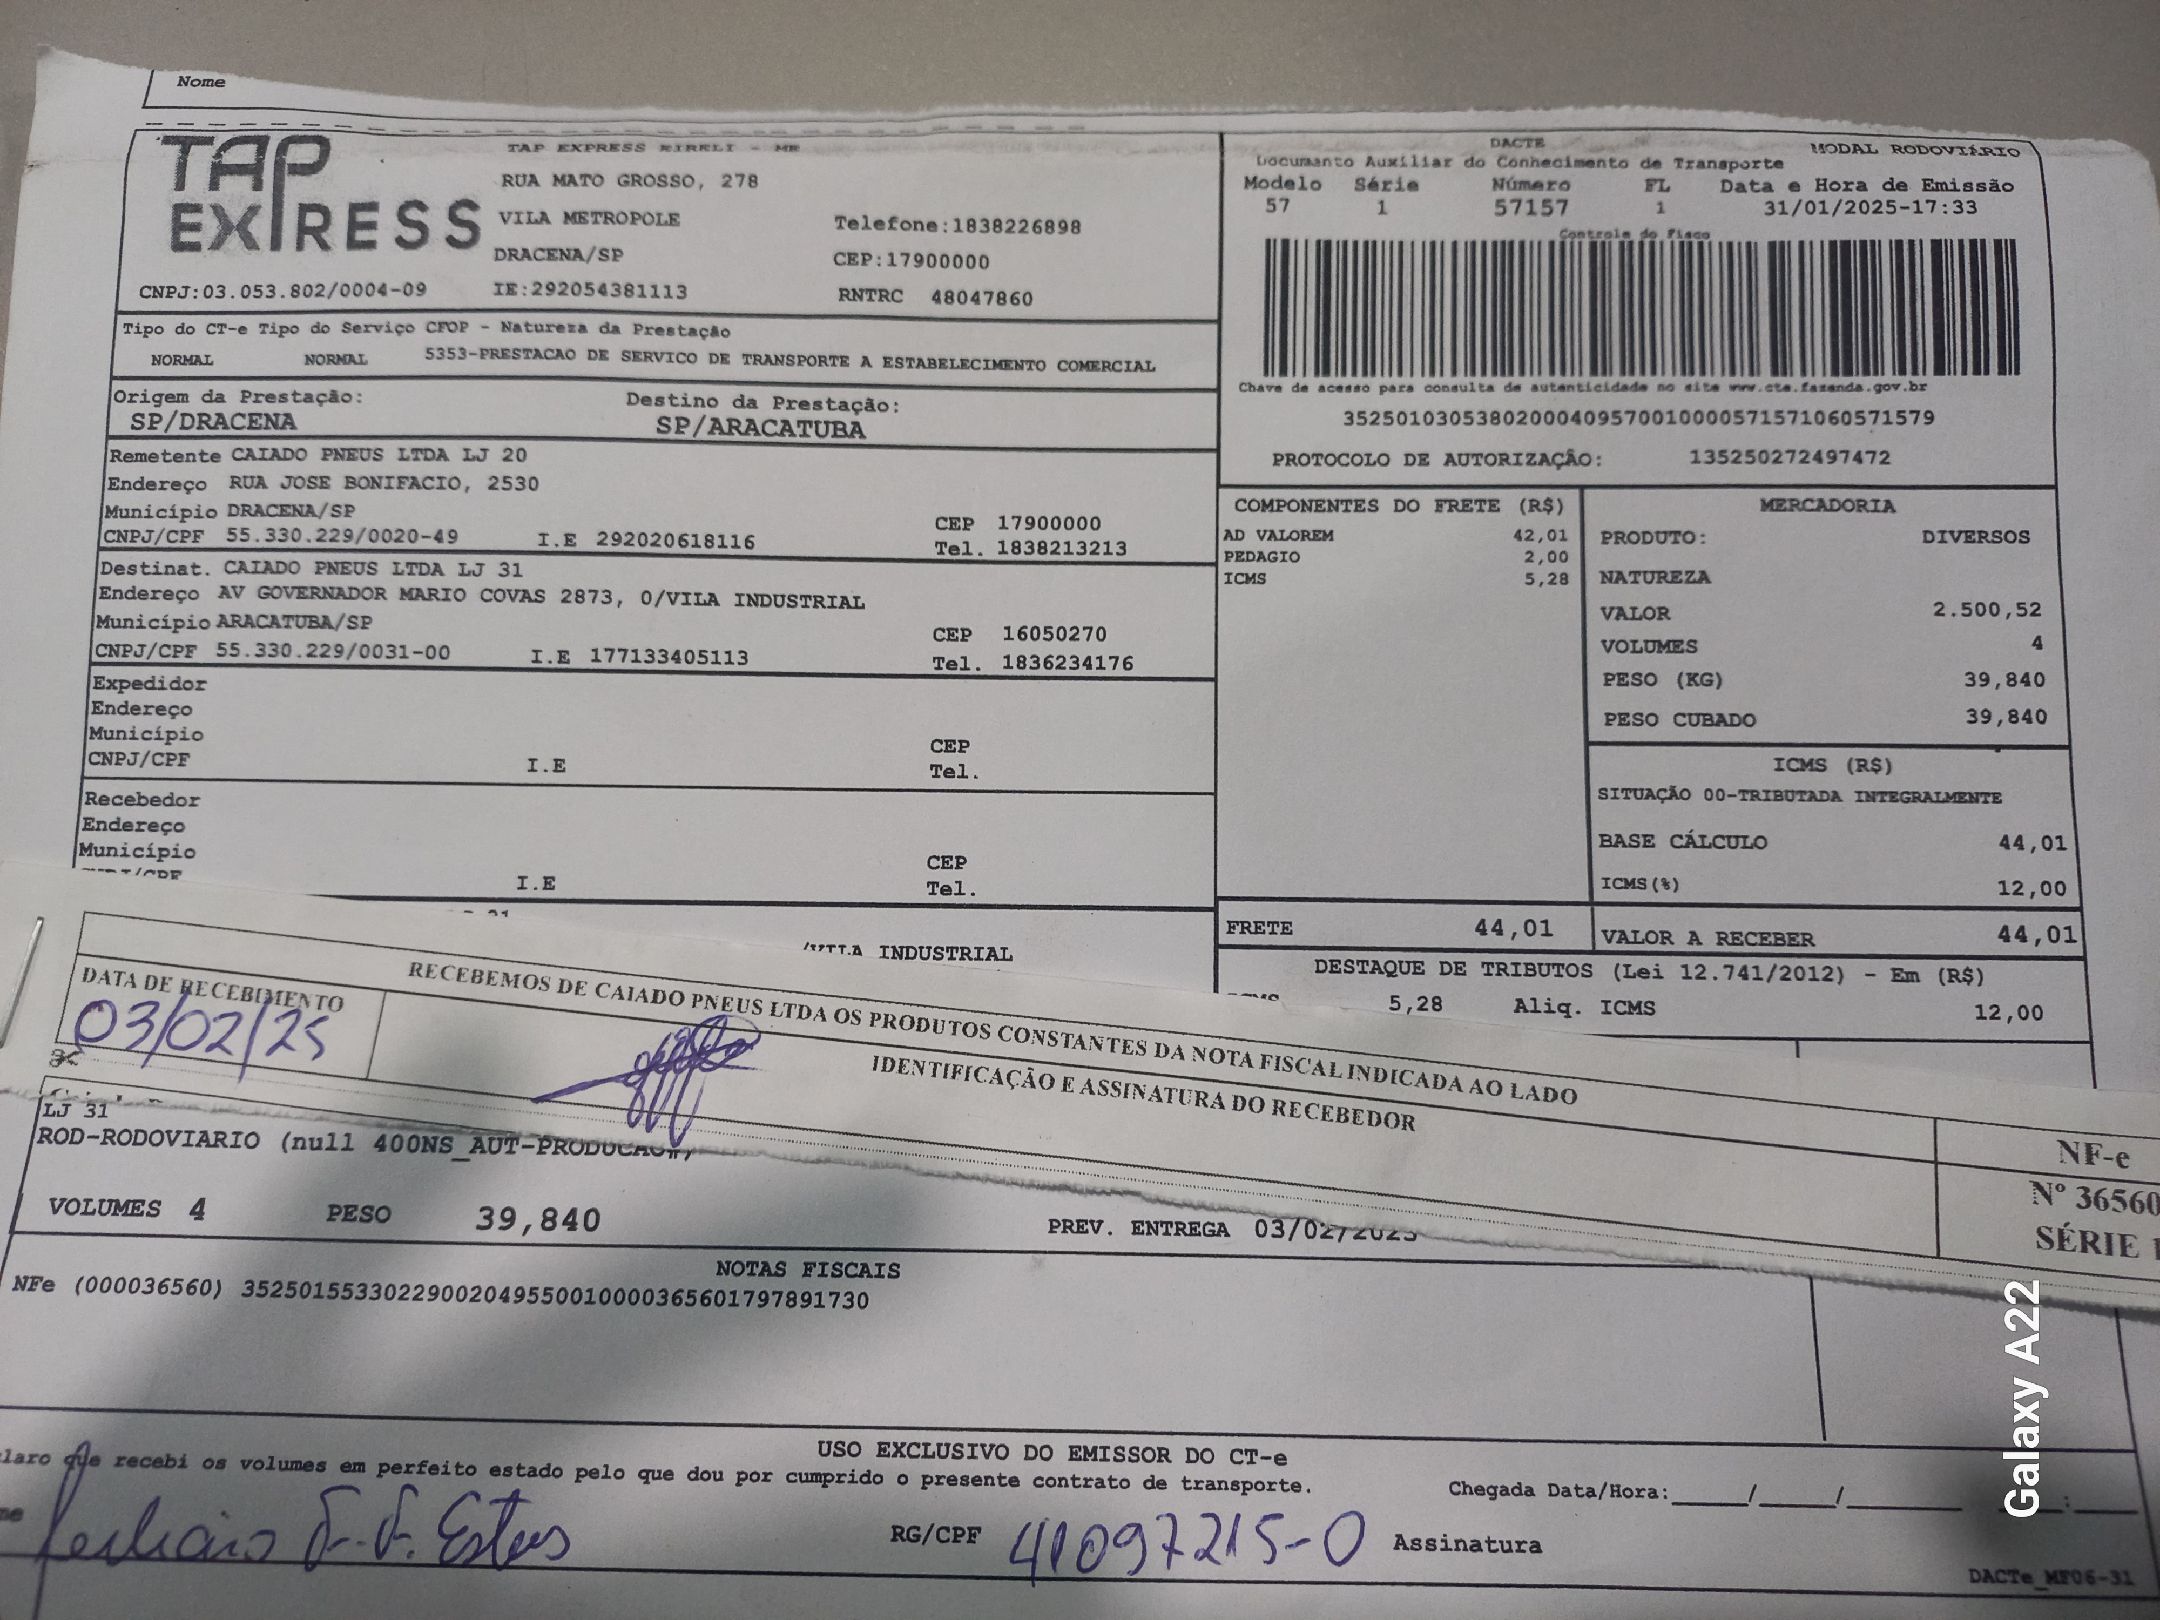 Nome
TAP EXPRESS
TAP EXPRESS EIRELI - ME
RUA MATO GROSSO, 278
VILA METROPOLE Telefone:1838226898
DRACENA/SP CEP:17900000
CNPJ:03.053.802/0004-09 IE:292054381113 RNTRC 48047860
DACTE MODAL RODOVIÁRIO
Documento Auxiliar do Conhecimento de Transporte
Modelo Série Número FL Data e Hora de Emissão
57 1 57157 1 31/01/2025-17:33
Controle do Fisco
Chave de acesso para consulta de autenticidade no site www.cte.fazenda.gov.br
35250103053802000409570010000571571060571579
PROTOCOLO DE AUTORIZAÇÃO: 135250272497472
Tipo do CT-e Tipo do Serviço CFOP - Natureza da Prestação
NORMAL NORMAL 5353-PRESTACAO DE SERVICO DE TRANSPORTE A ESTABELECIMENTO COMERCIAL
Origem da Prestação: Destino da Prestação:
SP/DRACENA SP/ARACATUBA
Remetente CAIADO PNEUS LTDA LJ 20
Endereço RUA JOSE BONIFACIO, 2530
Município DRACENA/SP CEP 17900000
CNPJ/CPF 55.330.229/0020-49 I.E 292020618116 Tel. 1838213213
Destinat. CAIADO PNEUS LTDA LJ 31
Endereço AV GOVERNADOR MARIO COVAS 2873, 0/VILA INDUSTRIAL
Município ARACATUBA/SP CEP 16050270
CNPJ/CPF 55.330.229/0031-00 I.E 177133405113 Tel. 1836234176
Expedidor
Endereço
Município CEP
CNPJ/CPF I.E Tel.
Recebedor
Endereço
Município CEP
I.E Tel.
COMPONENTES DO FRETE (R$)
AD VALOREM 42,01
PEDAGIO 2,00
ICMS 5,28
FRETE 44,01
MERCADORIA
PRODUTO: DIVERSOS
NATUREZA
VALOR 2.500,52
VOLUMES 4
PESO (KG) 39,840
PESO CUBADO 39,840
ICMS (R$)
SITUAÇÃO 00-TRIBUTADA INTEGRALMENTE
BASE CÁLCULO 44,01
ICMS(%) 12,00
VALOR A RECEBER 44,01
DESTAQUE DE TRIBUTOS (Lei 12.741/2012) - Em (R$)
5,28 Aliq. ICMS 12,00
/VILA INDUSTRIAL
RECEBEMOS DE CAIADO PNEUS LTDA OS PRODUTOS CONSTANTES DA NOTA FISCAL INDICADA AO LADO
DATA DE RECEBIMENTO
03/02/25
IDENTIFICAÇÃO E ASSINATURA DO RECEBEDOR
NF-e
Nº 36560
SÉRIE 1
LJ 31
ROD-RODOVIARIO (null 400NS_AUT-PRODUCAO#)
VOLUMES 4 PESO 39,840 PREV. ENTREGA 03/02/2025
NOTAS FISCAIS
NFe (000036560) 35250155330229002049550010000365601797891730
USO EXCLUSIVO DO EMISSOR DO CT-e
laro que recebi os volumes em perfeito estado pelo que dou por cumprido o presente contrato de transporte.
Chegada Data/Hora:_____/_____/_______ :
RG/CPF 41097215-0 Assinatura
DACTe_MF06-31
Galaxy A22